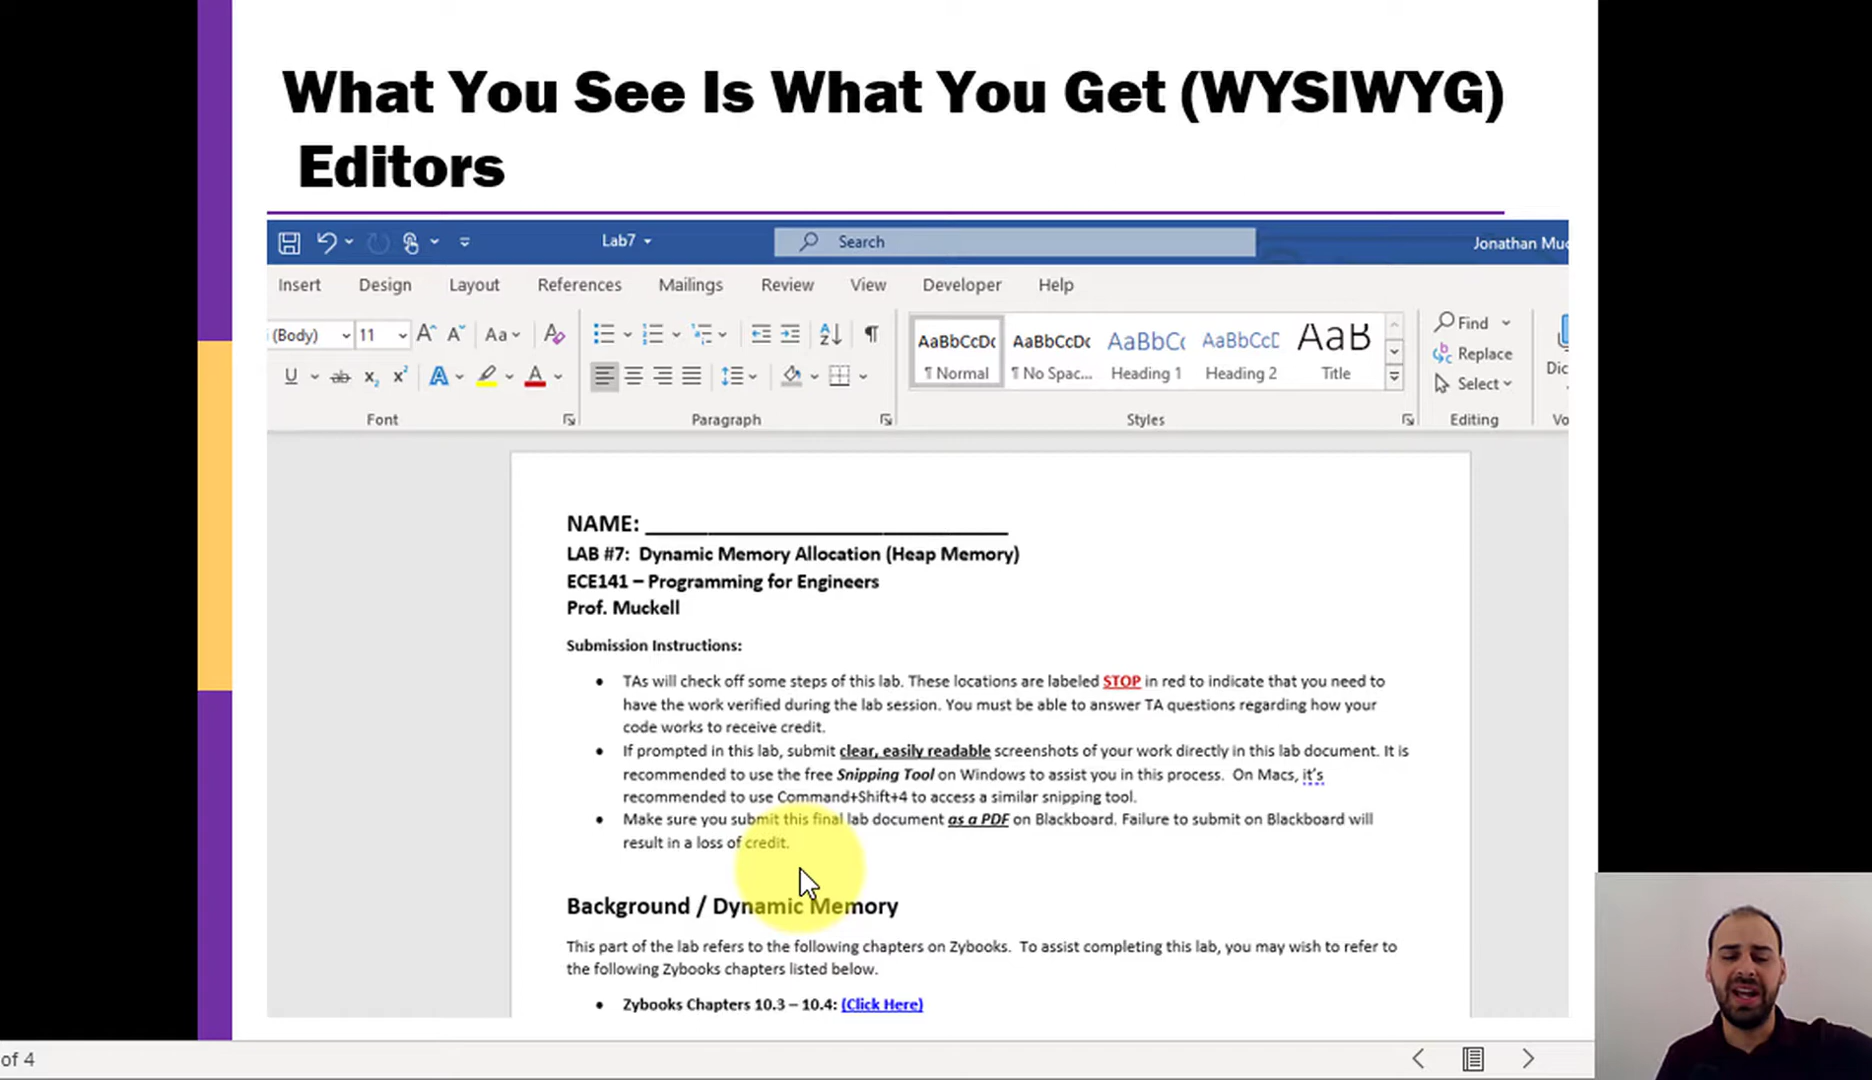 What You See Is What You Get (WYSIWYG)
Editors
Lab7
Search
Jonathan Muc
Insert Design Layout References Mailings Review View Developer Help
(Body) 11 Aa
AaBbCcDc AaBbCcDc AaBbCc AaBbCcD AaB
Find
Replace
Select
¶ Normal ¶ No Spac... Heading 1 Heading 2 Title
Dic
Font Paragraph Styles Editing Vo
NAME:
LAB #7: Dynamic Memory Allocation (Heap Memory)
ECE141 – Programming for Engineers
Prof. Muckell
Submission Instructions:
• TAs will check off some steps of this lab. These locations are labeled STOP in red to indicate that you need to
have the work verified during the lab session. You must be able to answer TA questions regarding how your
code works to receive credit.
• If prompted in this lab, submit clear, easily readable screenshots of your work directly in this lab document. It is
recommended to use the free Snipping Tool on Windows to assist you in this process. On Macs, it's
recommended to use Command+Shift+4 to access a similar snipping tool.
• Make sure you submit this final lab document as a PDF on Blackboard. Failure to submit on Blackboard will
result in a loss of credit.
Background / Dynamic Memory
This part of the lab refers to the following chapters on Zybooks. To assist completing this lab, you may wish to refer to
the following Zybooks chapters listed below.
• Zybooks Chapters 10.3 – 10.4: (Click Here)
of 4